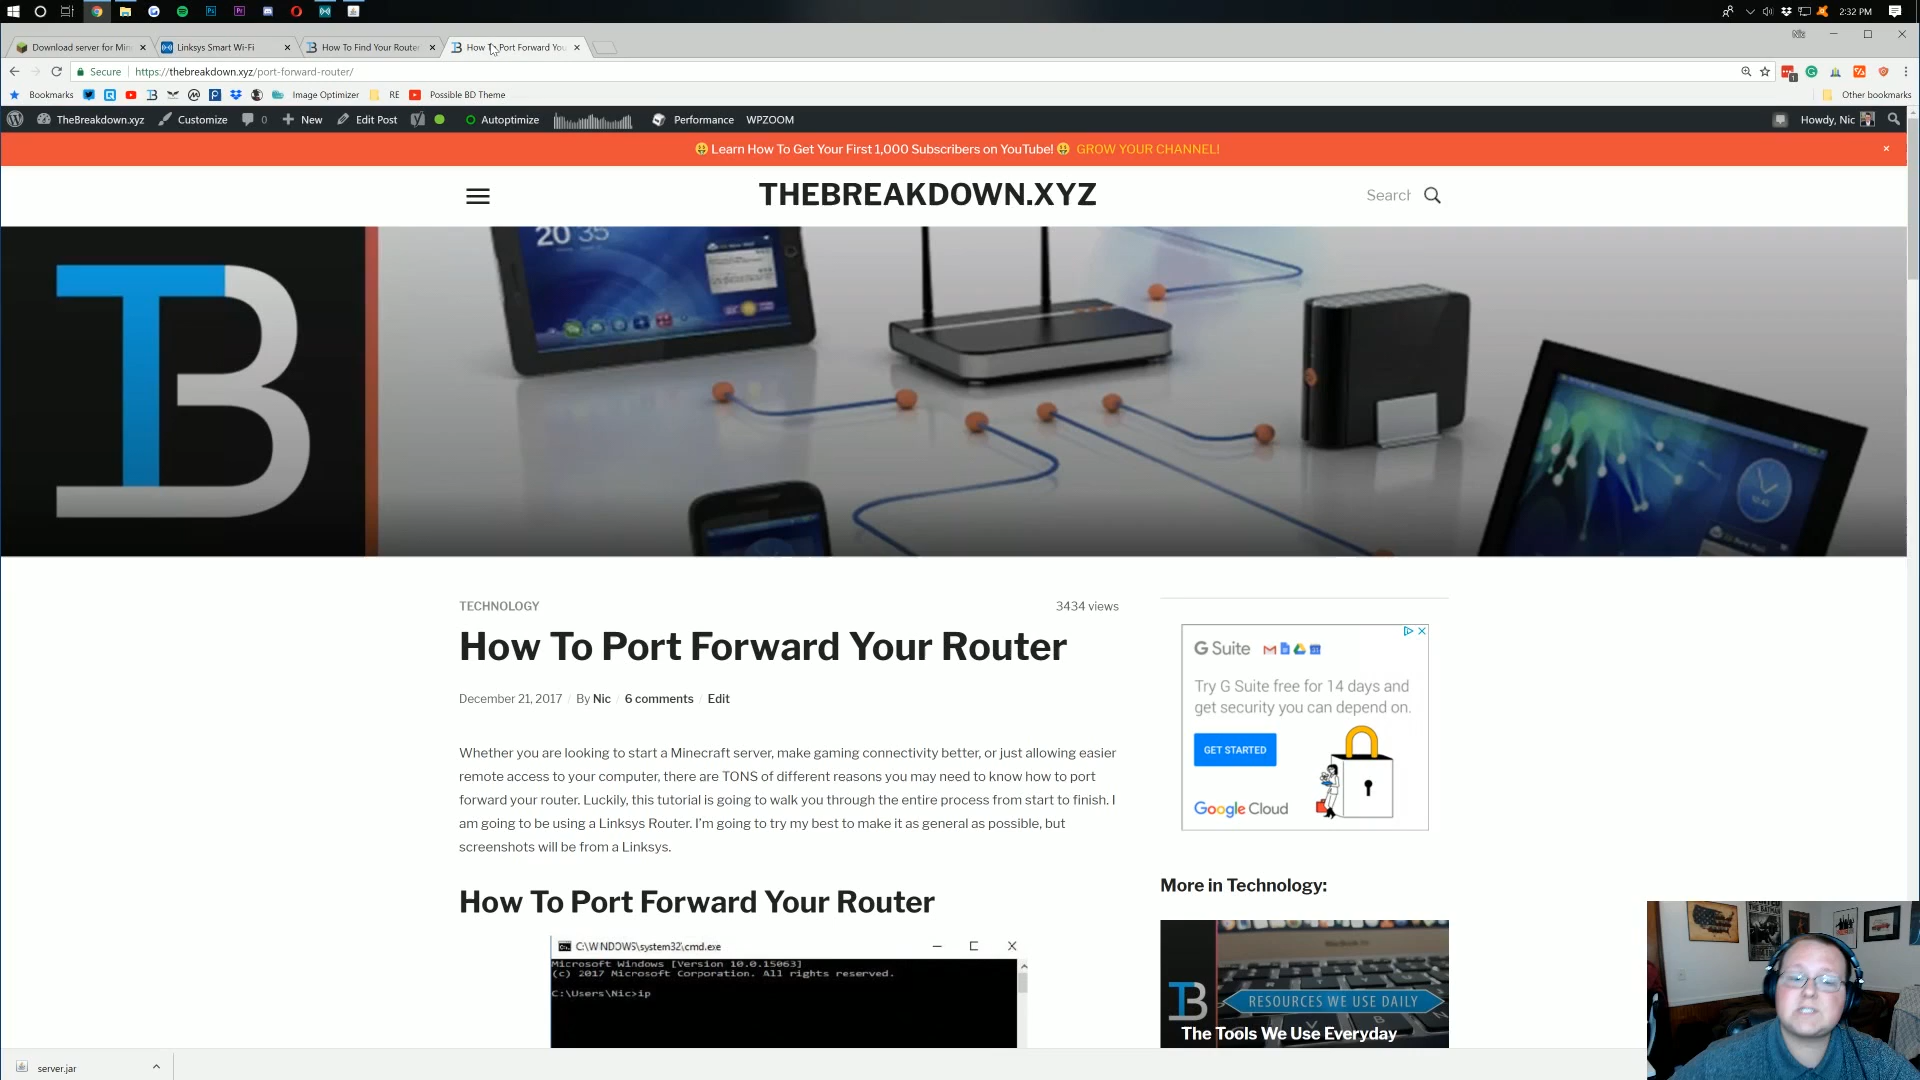 2:32 PM
Download server for Min
Linksys Smart Wi-Fi
How To Find Your Route
How To Port Forward You
Nic
Secure
https://thebreakdown.xyz/port-forward-router/
Bookmarks
Image Optimizer
RE
Possible BD Theme
Other bookmarks
TheBreakdown.xyz
Customize
0
New
Edit Post
Autoptimize
Performance
WPZOOM
Howdy, Nic
Learn How To Get Your First 1,000 Subscribers on YouTube! GROW YOUR CHANNEL!
THEBREAKDOWN.XYZ
Search
20 35
TB
TECHNOLOGY
3434 views
How To Port Forward Your Router
December 21, 2017 / By Nic / 6 comments / Edit
Whether you are looking to start a Minecraft server, make gaming connectivity better, or just allowing easier
remote access to your computer, there are TONS of different reasons you may need to know how to port
forward your router. Luckily, this tutorial is going to walk you through the entire process from start to finish. I
am going to be using a Linksys Router. I'm going to try my best to make it as general as possible, but
screenshots will be from a Linksys.
How To Port Forward Your Router
C:\WINDOWS\system32\cmd.exe
Microsoft Windows [Version 10.0.15063]
(c) 2017 Microsoft Corporation. All rights reserved.
C:\Users\Nic>ip
G Suite
Try G Suite free for 14 days and
get security you can depend on.
GET STARTED
Google Cloud
More in Technology:
TB
RESOURCES WE USE DAILY
The Tools We Use Everyday
server.jar